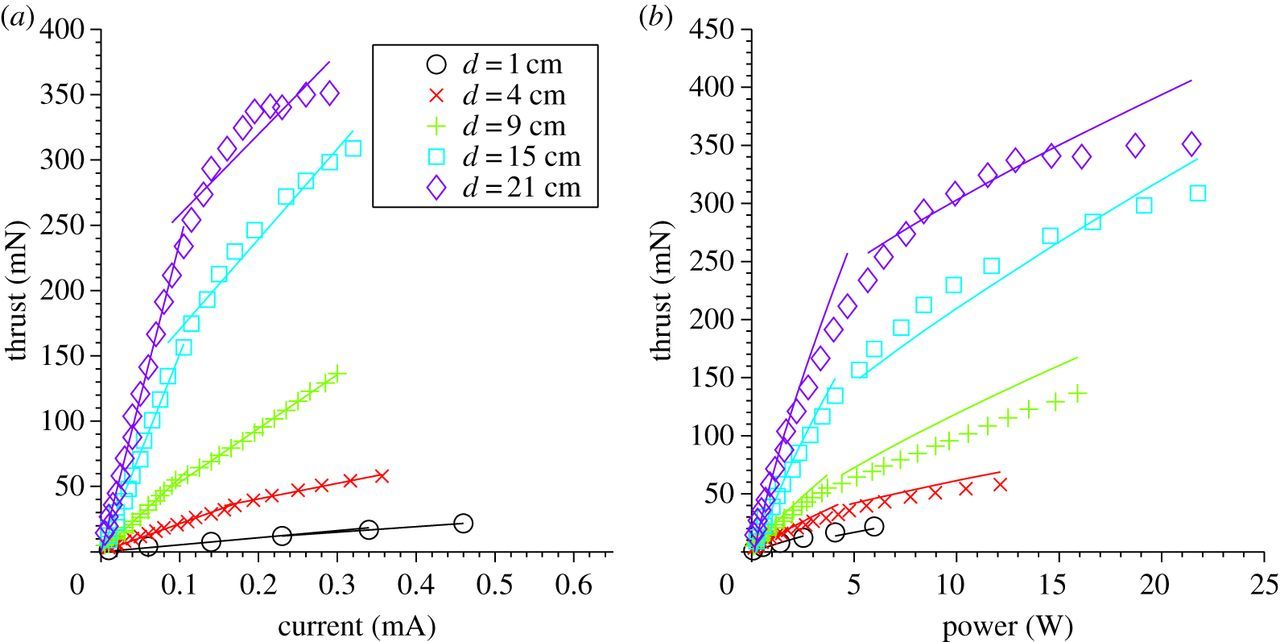 (a)
400
350
300
250
200
150
100
50
thrust (mN)
0
0.1
0.2
0.3
0.4
0.5
0.6
current (mA)
d = 1 cm
d = 4 cm
d = 9 cm
d = 15 cm
d = 21 cm
(b)
450
400
350
300
250
200
150
100
50
thrust (mN)
0
5
10
15
20
25
power (W)